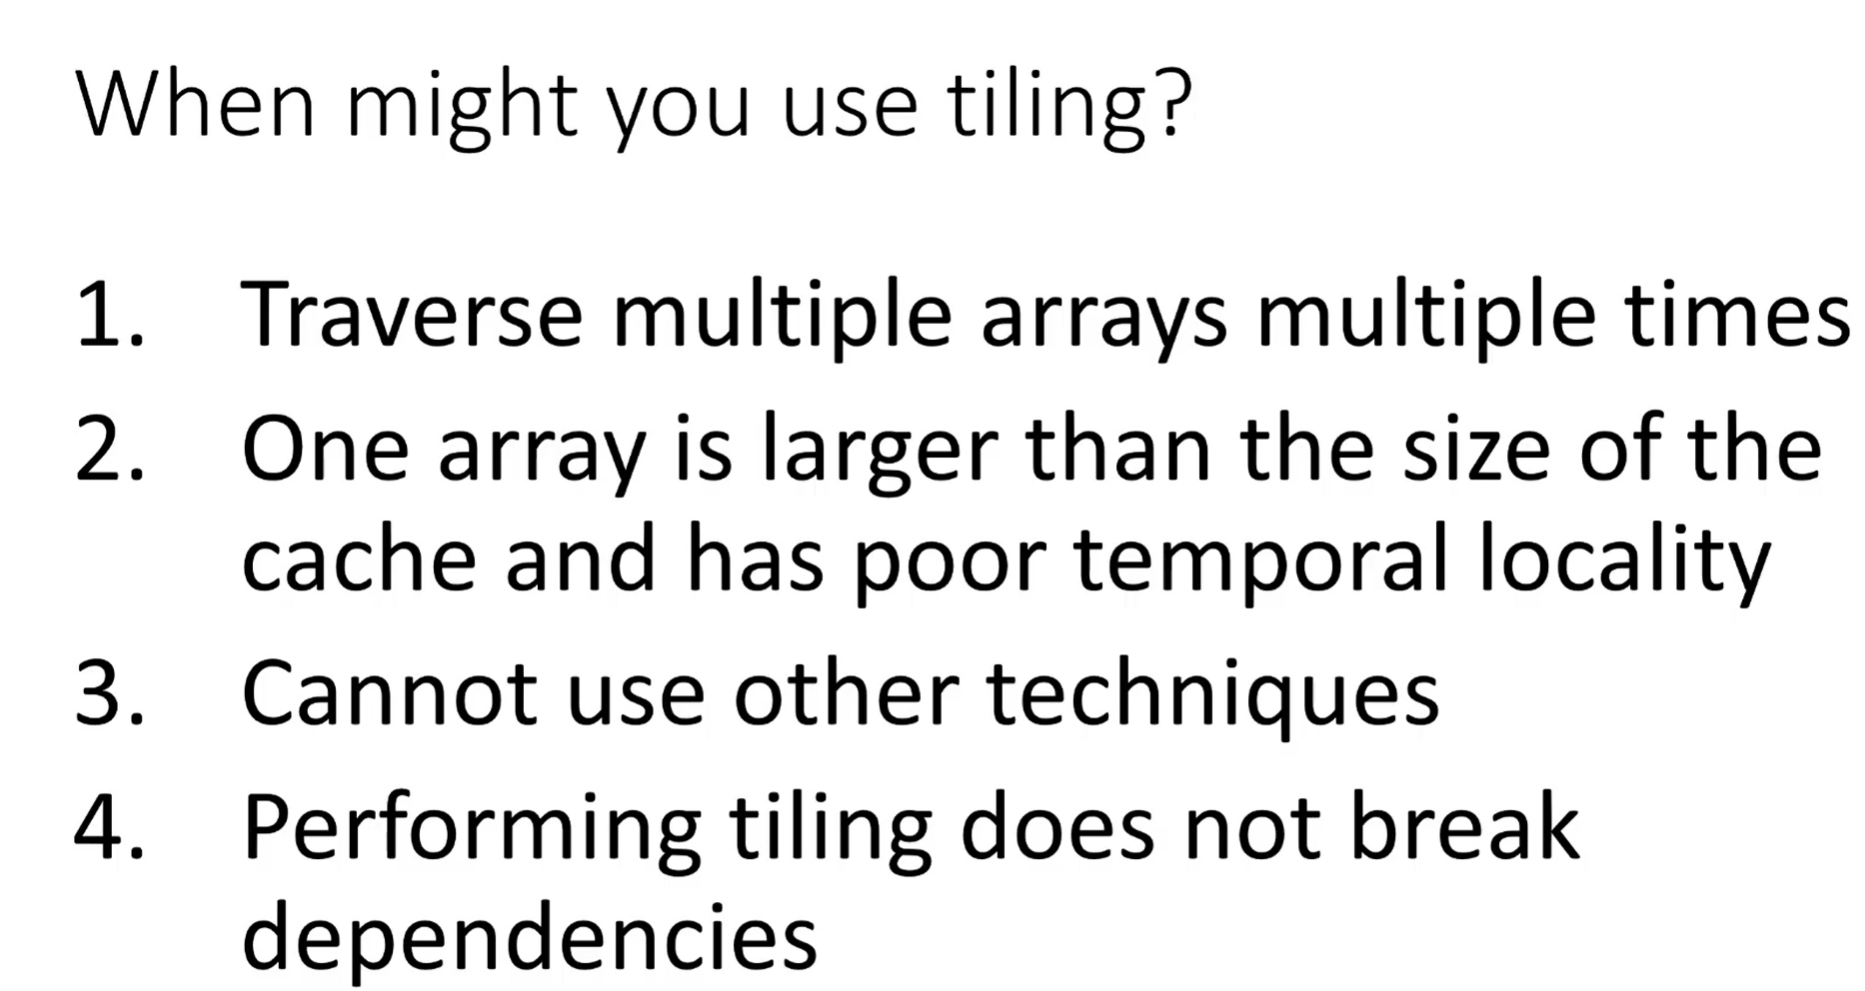 When might you use tiling?
1. Traverse multiple arrays multiple times
2. One array is larger than the size of the
cache and has poor temporal locality
3. Cannot use other techniques
4. Performing tiling does not break
dependencies